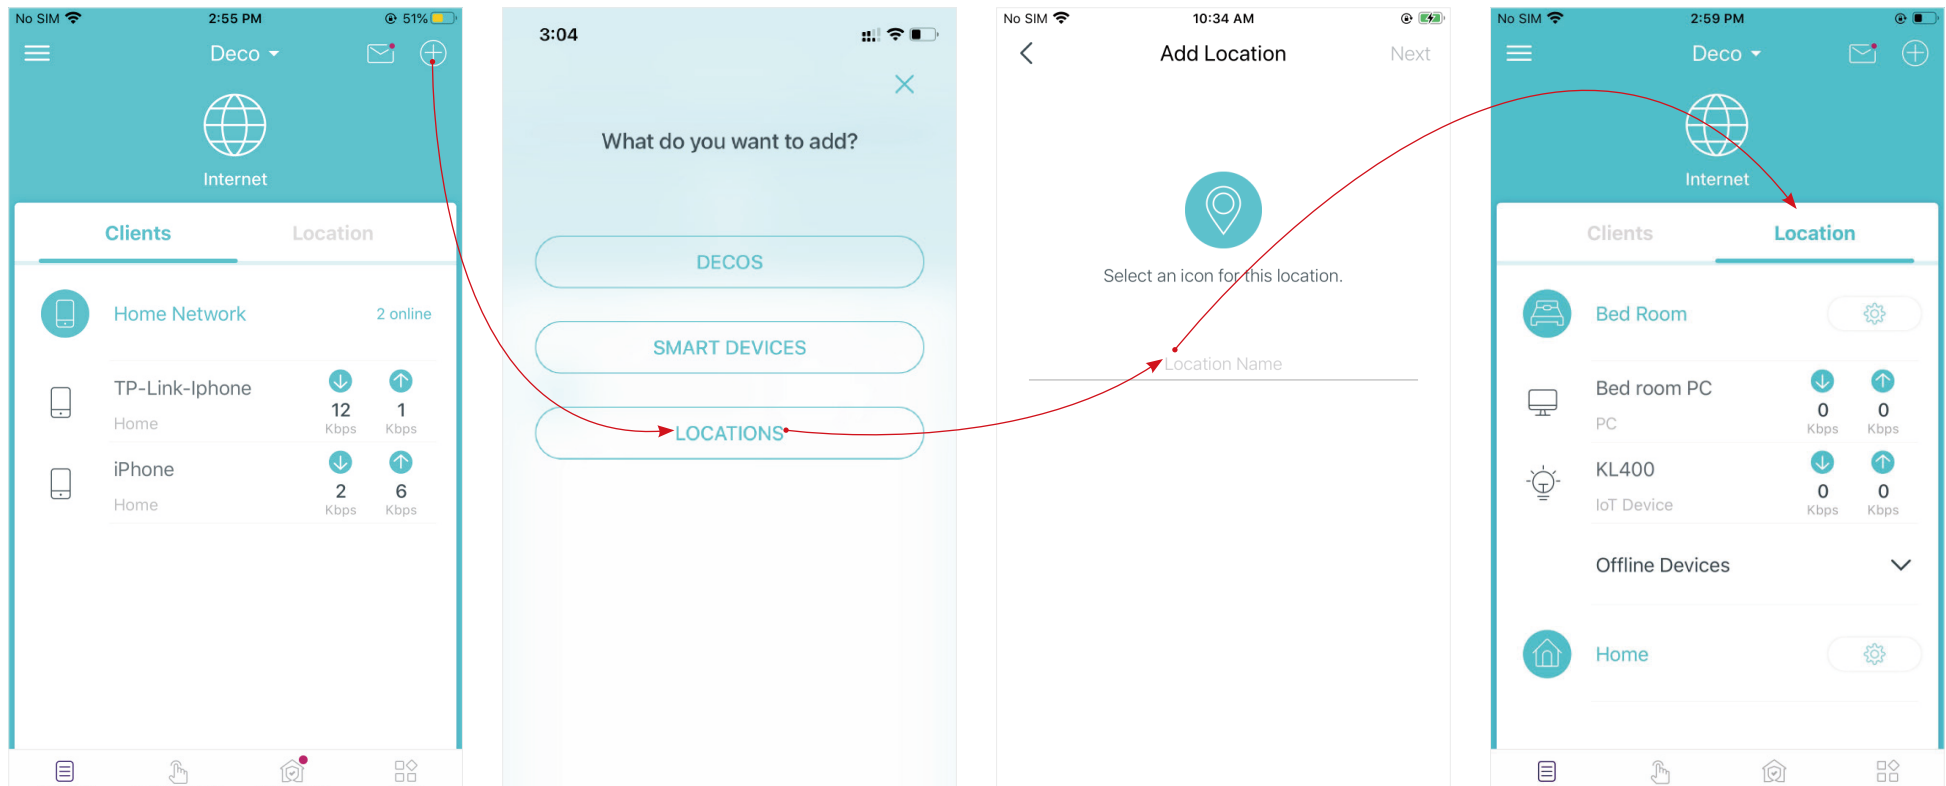 No SIM 2:55 PM 51%
Deco
Internet
Clients Location
Home Network 2 online
TP-Link-Iphone
Home
12 Kbps 1 Kbps
iPhone
Home
2 Kbps 6 Kbps
3:04
What do you want to add?
DECOS
SMART DEVICES
LOCATIONS
No SIM 10:34 AM
Add Location Next
Select an icon for this location.
Location Name
No SIM 2:59 PM
Deco
Internet
Clients Location
Bed Room
Bed room PC
PC
0 Kbps 0 Kbps
KL400
IoT Device
0 Kbps 0 Kbps
Offline Devices
Home